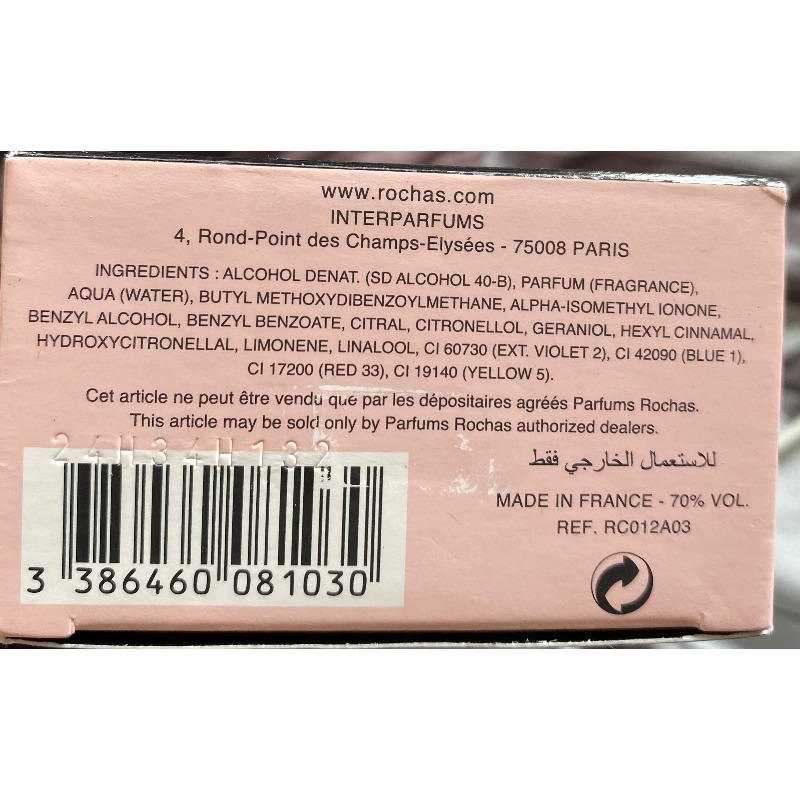 www.rochas.com
INTERPARFUMS
4, Rond-Point des Champs-Elysées - 75008 PARIS
INGREDIENTS : ALCOHOL DENAT. (SD ALCOHOL 40-B), PARFUM (FRAGRANCE),
AQUA (WATER), BUTYL METHOXYDIBENZOYLMETHANE, ALPHA-ISOMETHYL IONONE,
BENZYL ALCOHOL, BENZYL BENZOATE, CITRAL, CITRONELLOL, GERANIOL, HEXYL CINNAMAL,
HYDROXYCITRONELLAL, LIMONENE, LINALOOL, CI 60730 (EXT. VIOLET 2), CI 42090 (BLUE 1),
CI 17200 (RED 33), CI 19140 (YELLOW 5).
Cet article ne peut être vendu que par les dépositaires agréés Parfums Rochas.
This article may be sold only by Parfums Rochas authorized dealers.
24H34H132
للاستعمال الخارجي فقط
MADE IN FRANCE - 70% VOL.
REF. RC012A03
3 386460 081030